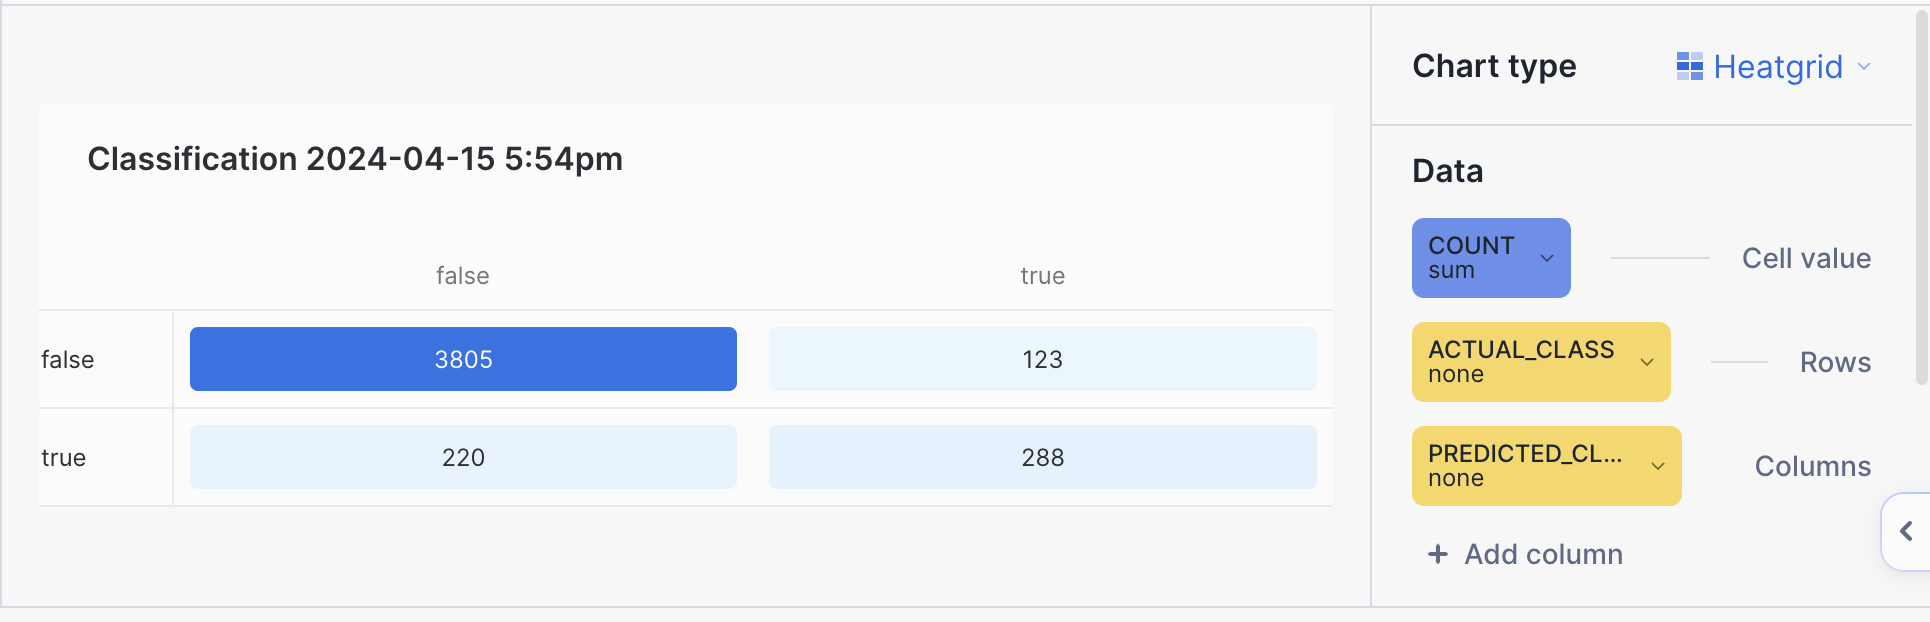 Classification 2024-04-15 5:54pm
false true
false 3805 123
true 220 288
Chart type Heatgrid
Data
COUNT
sum
Cell value
ACTUAL_CLASS
none
Rows
PREDICTED_CL...
none
Columns
+ Add column